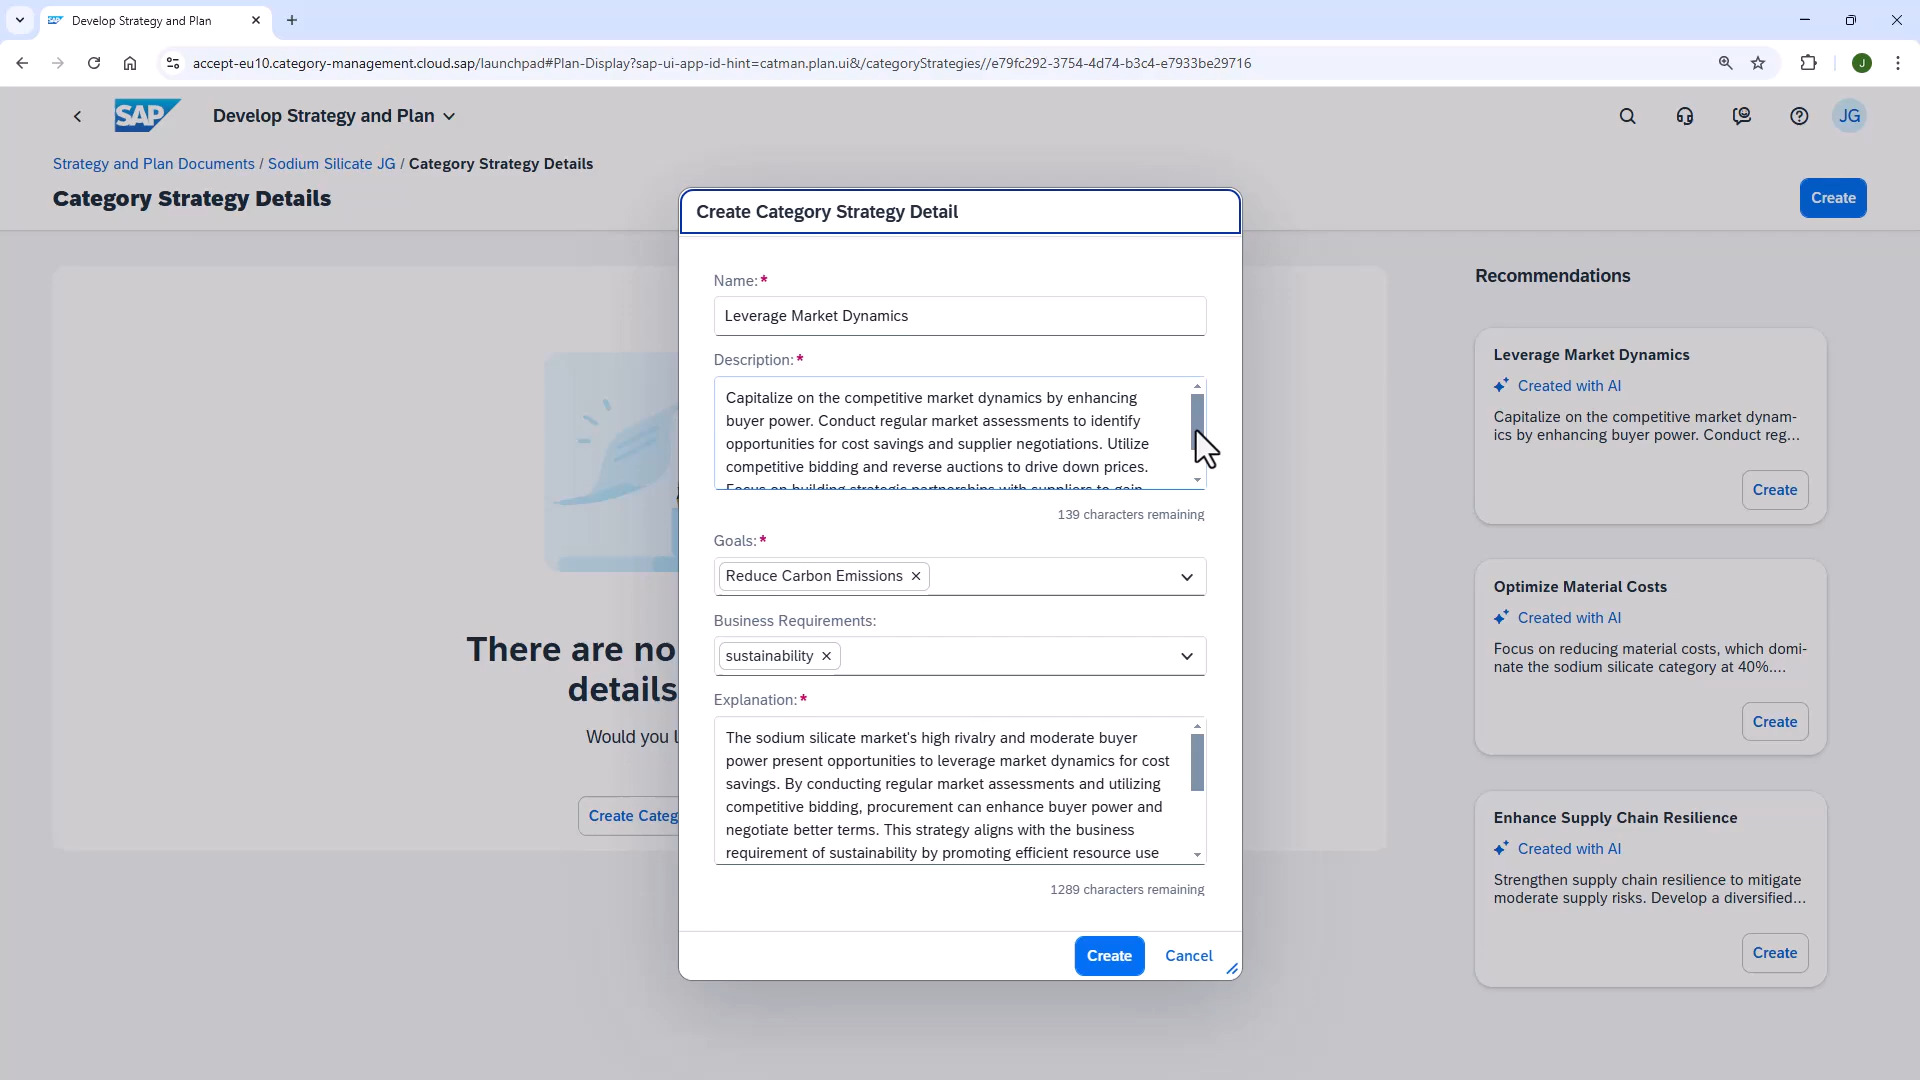 Develop Strategy and Plan
accept-eu10.category-management.cloud.sap/launchpad#Plan-Display?sap-ui-app-id-hint=catman.plan.ui&/categoryStrategies//e79fc292-3754-4d74-b3c4-e7933be29716
J
SAP
Develop Strategy and Plan
JG
Strategy and Plan Documents / Sodium Silicate JG / Category Strategy Details
Category Strategy Details
Create
There are no
details
Would you l
Create Categ
Create Category Strategy Detail
Name:*
Leverage Market Dynamics
Description:*
Capitalize on the competitive market dynamics by enhancing
buyer power. Conduct regular market assessments to identify
opportunities for cost savings and supplier negotiations. Utilize
competitive bidding and reverse auctions to drive down prices.
Focus on building strategic partnerships with suppliers to gain
139 characters remaining
Goals:*
Reduce Carbon Emissions
Business Requirements:
sustainability
Explanation:*
The sodium silicate market's high rivalry and moderate buyer
power present opportunities to leverage market dynamics for cost
savings. By conducting regular market assessments and utilizing
competitive bidding, procurement can enhance buyer power and
negotiate better terms. This strategy aligns with the business
requirement of sustainability by promoting efficient resource use
1289 characters remaining
Create
Cancel
Recommendations
Leverage Market Dynamics
Created with AI
Capitalize on the competitive market dynam-
ics by enhancing buyer power. Conduct reg...
Create
Optimize Material Costs
Created with AI
Focus on reducing material costs, which domi-
nate the sodium silicate category at 40%....
Create
Enhance Supply Chain Resilience
Created with AI
Strengthen supply chain resilience to mitigate
moderate supply risks. Develop a diversified...
Create